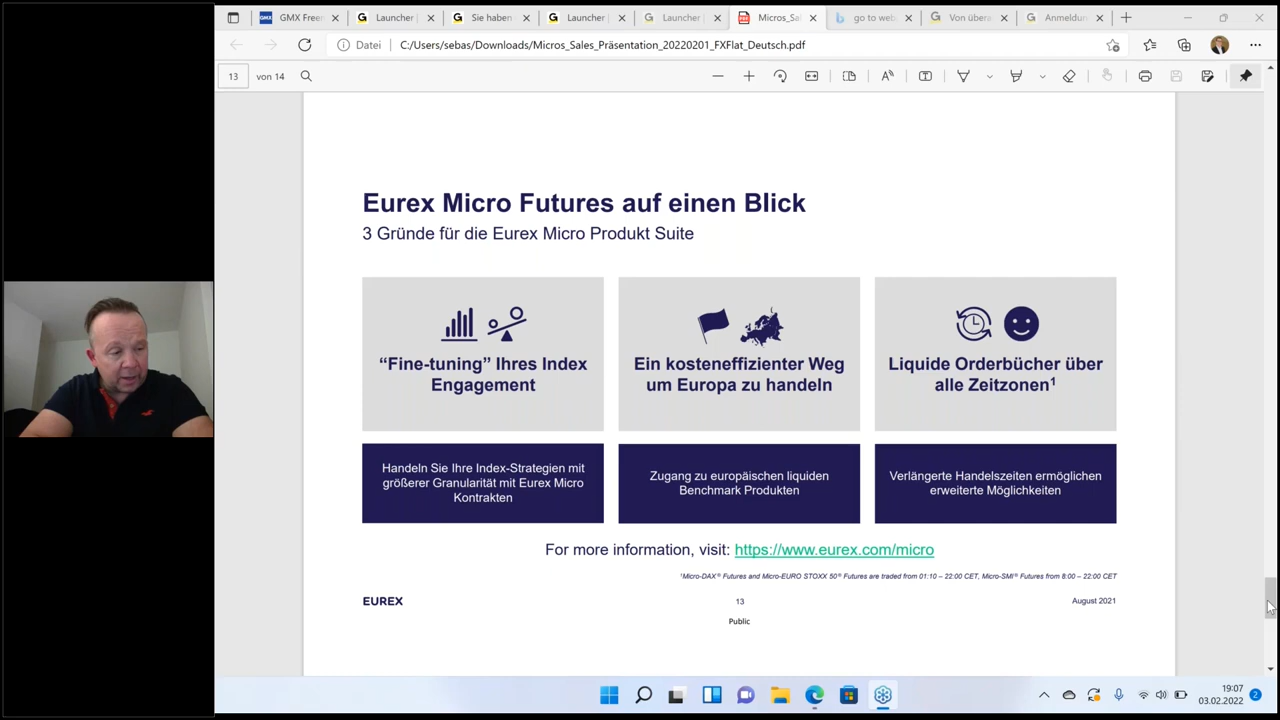 GMX Freem
Launcher |
Sie haben
Launcher |
Launcher |
Micros_Sal
go to web
Von übera
Anmeldun
Datei
C:/Users/sebas/Downloads/Micros_Sales_Präsentation_20220201_FXFlat_Deutsch.pdf
13 von 14
Eurex Micro Futures auf einen Blick
3 Gründe für die Eurex Micro Produkt Suite
“Fine-tuning” Ihres Index
Engagement
Ein kosteneffizienter Weg
um Europa zu handeln
Liquide Orderbücher über
alle Zeitzonen¹
Handeln Sie Ihre Index-Strategien mit
größerer Granularität mit Eurex Micro
Kontrakten
Zugang zu europäischen liquiden
Benchmark Produkten
Verlängerte Handelszeiten ermöglichen
erweiterte Möglichkeiten
For more information, visit: https://www.eurex.com/micro
¹Micro-DAX® Futures and Micro-EURO STOXX 50® Futures are traded from 01:10 – 22:00 CET, Micro-SMI® Futures from 8:00 – 22:00 CET
EUREX
13
August 2021
Public
19:07
03.02.2022
2